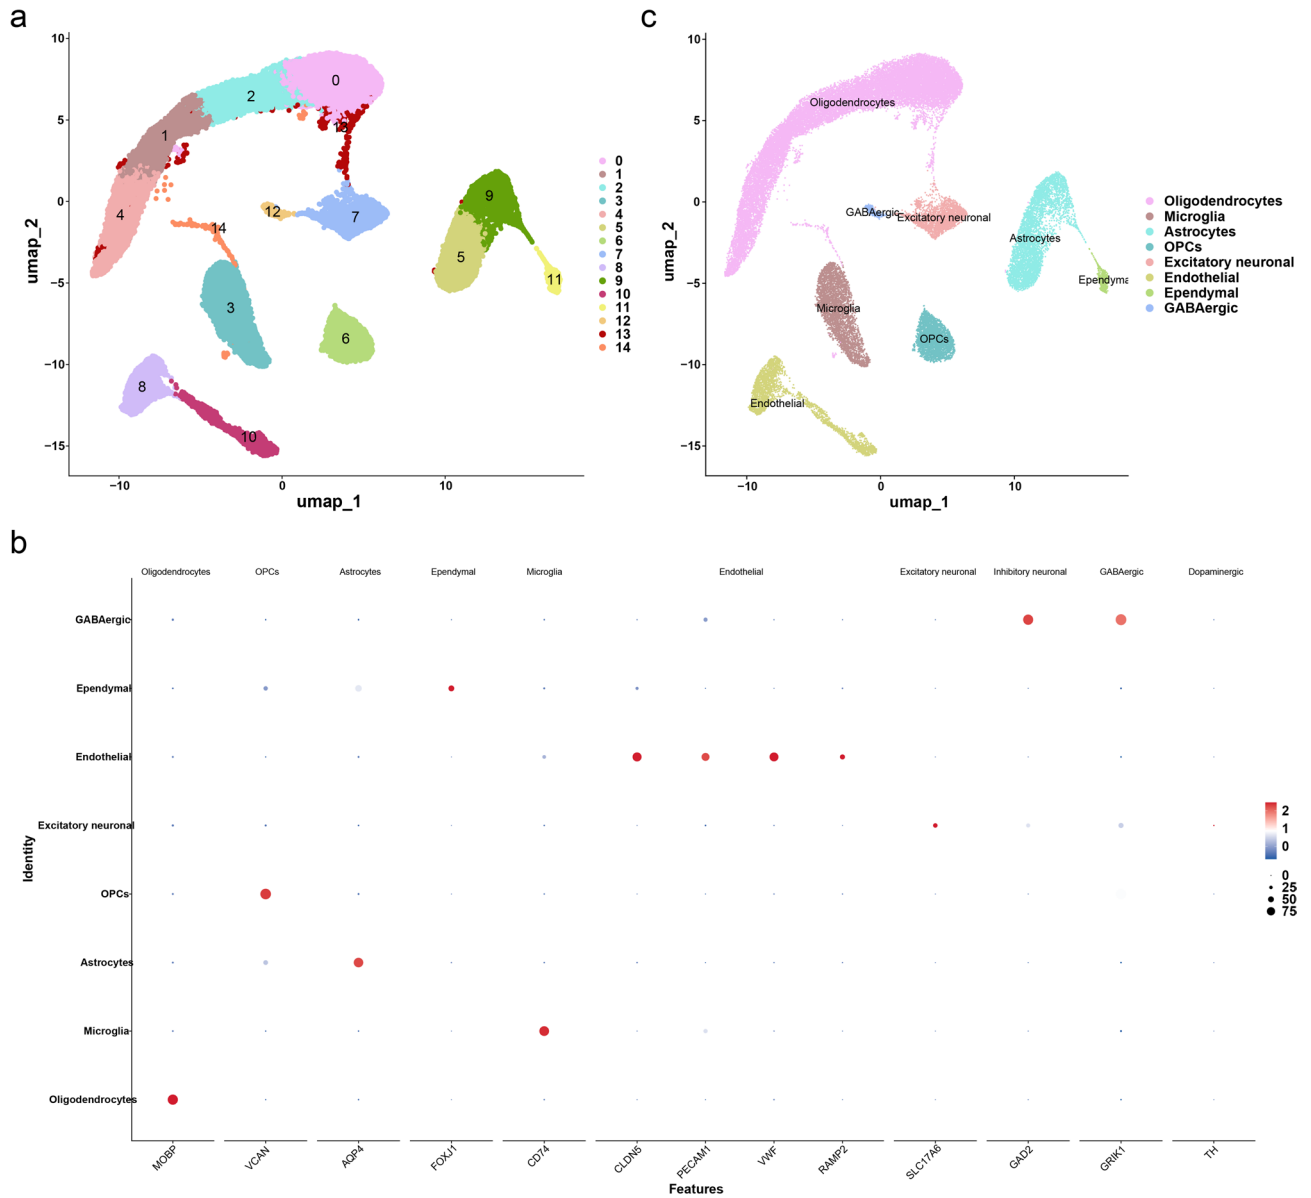 a
10
5
0
−5
−10
−15
umap_2
−10
0
10
umap_1
0
2
1
13
4
12
7
9
14
5
11
3
6
8
10
0
1
2
3
4
5
6
7
8
9
10
11
12
13
14
c
10
5
0
−5
−10
−15
umap_2
−10
0
10
umap_1
Oligodendrocytes
GABAergic
Excitatory neuronal
Astrocytes
Ependyma
Microglia
OPCs
Endothelial
Oligodendrocytes
Microglia
Astrocytes
OPCs
Excitatory neuronal
Endothelial
Ependymal
GABAergic
b
Oligodendrocytes OPCs Astrocytes Ependymal Microglia Endothelial Excitatory neuronal Inhibitory neuronal GABAergic Dopaminergic
GABAergic
Ependymal
Endothelial
Excitatory neuronal
OPCs
Astrocytes
Microglia
Oligodendrocytes
Identity
MOBP VCAN AQP4 FOXJ1 CD74 CLDN5 PECAM1 VWF RAMP2 SLC17A6 GAD2 GRIK1 TH
Features
2
1
0
0
25
50
75